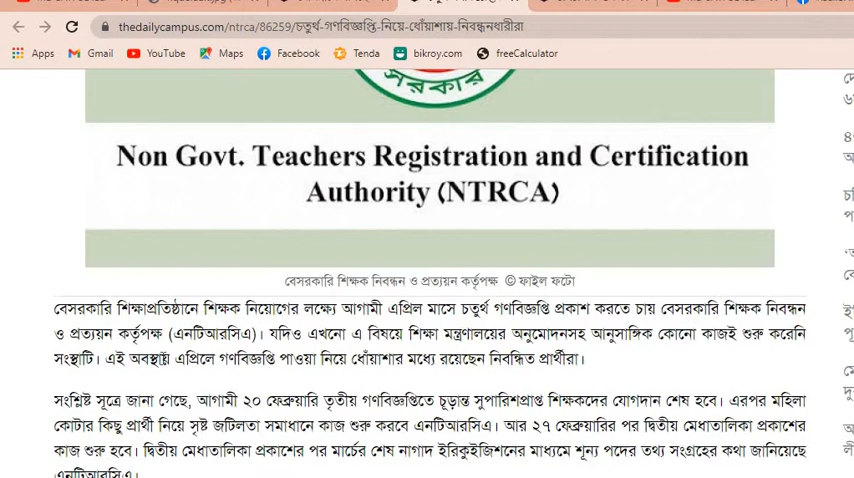 thedailycampus.com/ntrca/86259/চতুর্থ-গণবিজ্ঞপ্তি-নিয়ে-ধোঁয়াশায়-নিবন্ধনধারীরা
Apps Gmail YouTube Maps Facebook Tenda bikroy.com freeCalculator
সরকার
Non Govt. Teachers Registration and Certification
Authority (NTRCA)
বেসরকারি শিক্ষক নিবন্ধন ও প্রত্যয়ন কর্তৃপক্ষ © ফাইল ফটো
বেসরকারি শিক্ষাপ্রতিষ্ঠানে শিক্ষক নিয়োগের লক্ষ্যে আগামী এপ্রিল মাসে চতুর্থ গণবিজ্ঞপ্তি প্রকাশ করতে চায় বেসরকারি শিক্ষক নিবন্ধন
ও প্রত্যয়ন কর্তৃপক্ষ (এনটিআরসিএ)। যদিও এখনো এ বিষয়ে শিক্ষা মন্ত্রণালয়ের অনুমোদনসহ আনুসাঙ্গিক কোনো কাজই শুরু করেনি
সংস্থাটি। এই অবস্থায় এপ্রিলে গণবিজ্ঞপ্তি পাওয়া নিয়ে ধোঁয়াশার মধ্যে রয়েছেন নিবন্ধিত প্রার্থীরা।
সংশ্লিষ্ট সূত্রে জানা গেছে, আগামী ২০ ফেব্রুয়ারি তৃতীয় গণবিজ্ঞপ্তিতে চূড়ান্ত সুপারিশপ্রাপ্ত শিক্ষকদের যোগদান শেষ হবে। এরপর মহিলা
কোটার কিছু প্রার্থী নিয়ে সৃষ্ট জটিলতা সমাধানে কাজ শুরু করবে এনটিআরসিএ। আর ২৭ ফেব্রুয়ারির পর দ্বিতীয় মেধাতালিকা প্রকাশের
কাজ শুরু হবে। দ্বিতীয় মেধাতালিকা প্রকাশের পর মার্চের শেষ নাগাদ ইরিকুইজিশনের মাধ্যমে শূন্য পদের তথ্য সংগ্রহের কথা জানিয়েছে
এনটিআরসিএ।